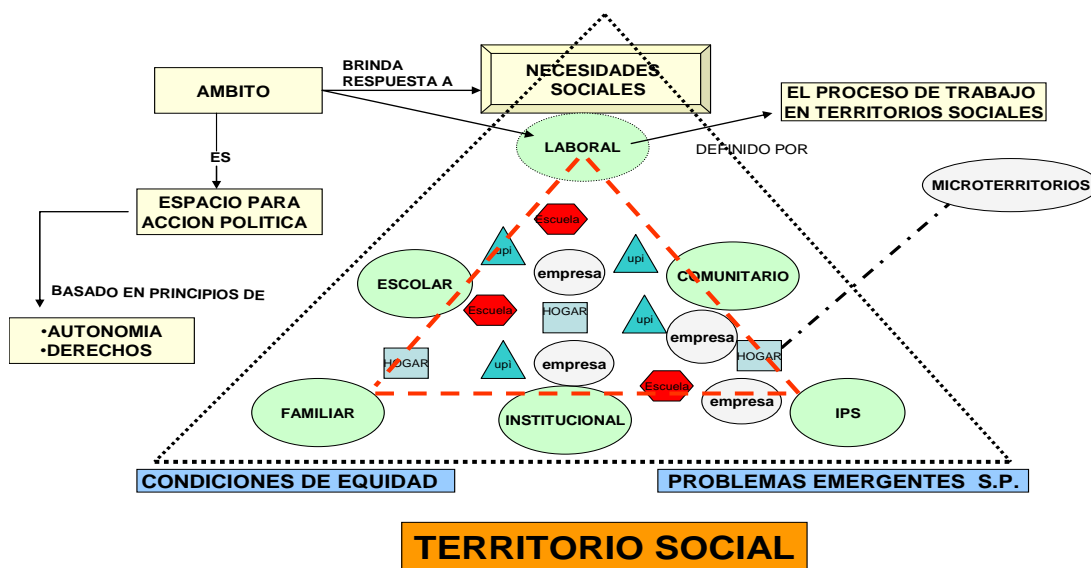 BRINDA
RESPUESTA A
NECESIDADES
SOCIALES
AMBITO
EL PROCESO DE TRABAJO
EN TERRITORIOS SOCIALES
LABORAL
DEFINIDO POR
ES
MICROTERRITORIOS
ESPACIO PARA
ACCION POLITICA
Escuela
upi
upi
empresa
ESCOLAR
COMUNITARIO
BASADO EN PRINCIPIOS DE
Escuela
HOGAR
upi
•AUTONOMIA
•DERECHOS
empresa
HOGAR
HOGAR
upi
empresa
Escuela
empresa
FAMILIAR
INSTITUCIONAL
IPS
CONDICIONES DE EQUIDAD
PROBLEMAS EMERGENTES S.P.
TERRITORIO SOCIAL